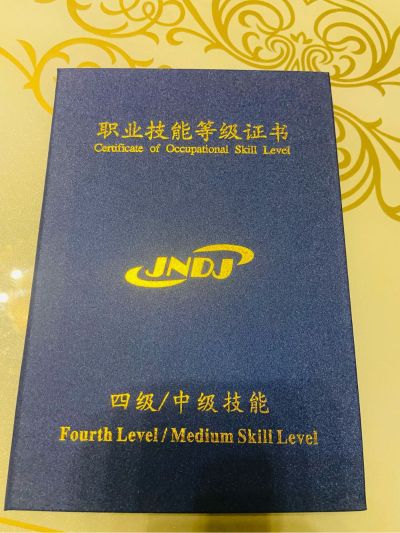 职业技能等级证书
Certificate of Occupational Skill Level
JNDJ
四级/中级技能
Fourth Level / Medium Skill Level